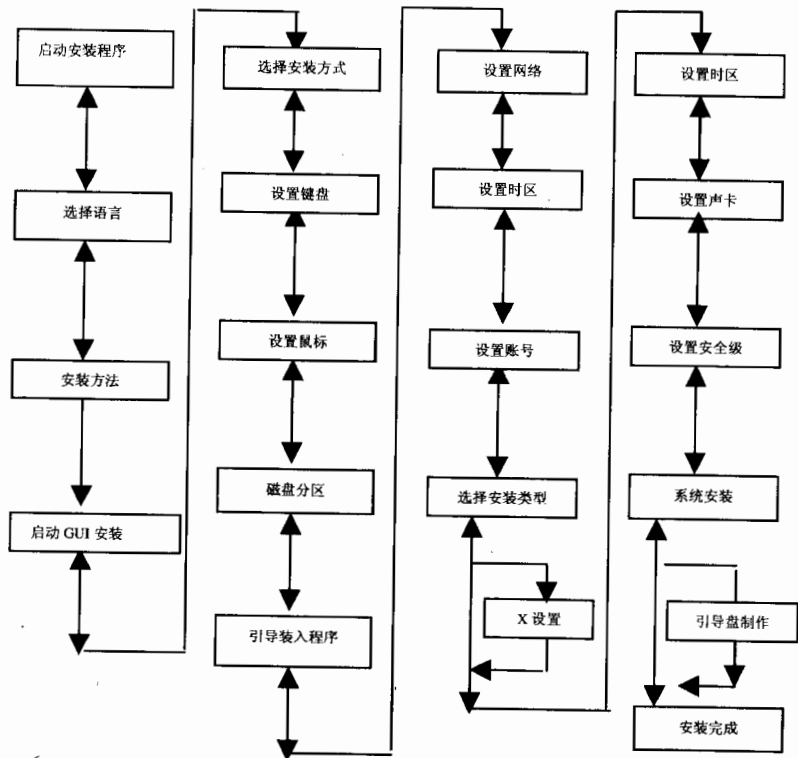 启动安装程序
选择语言
安装方法
启动 GUI 安装
选择安装方式
设置键盘
设置鼠标
磁盘分区
引导装入程序
设置网络
设置时区
设置账号
选择安装类型
X 设置
设置时区
设置声卡
设置安全级
系统安装
引导盘制作
安装完成